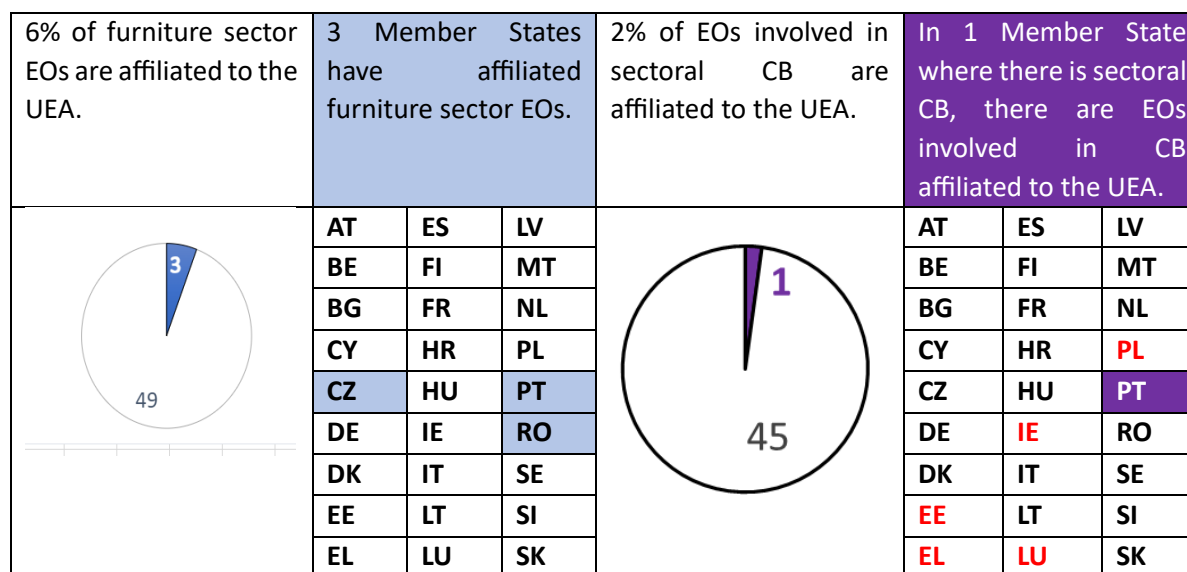 6% of furniture sector
EOs are affiliated to the
UEA.
3 Member States
have affiliated
furniture sector EOs.
2% of EOs involved in
sectoral CB are
affiliated to the UEA.
In 1 Member State
where there is sectoral
CB, there are EOs
involved in CB
affiliated to the UEA.
3
49
AT ES LV
BE FI MT
BG FR NL
CY HR PL
CZ HU PT
DE IE RO
DK IT SE
EE LT SI
EL LU SK
1
45
AT ES LV
BE FI MT
BG FR NL
CY HR PL
CZ HU PT
DE IE RO
DK IT SE
EE LT SI
EL LU SK